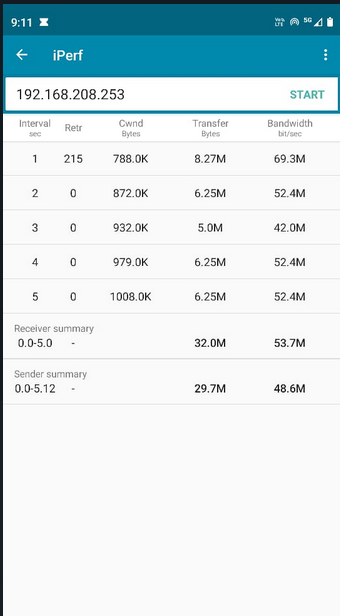 9:11 Vo) LTE 5G
iPerf
192.168.208.253 START
Interval sec Retr Cwnd Bytes Transfer Bytes Bandwidth bit/sec
1 215 788.0K 8.27M 69.3M
2 0 872.0K 6.25M 52.4M
3 0 932.0K 5.0M 42.0M
4 0 979.0K 6.25M 52.4M
5 0 1008.0K 6.25M 52.4M
Receiver summary
0.0-5.0 - 32.0M 53.7M
Sender summary
0.0-5.12 - 29.7M 48.6M